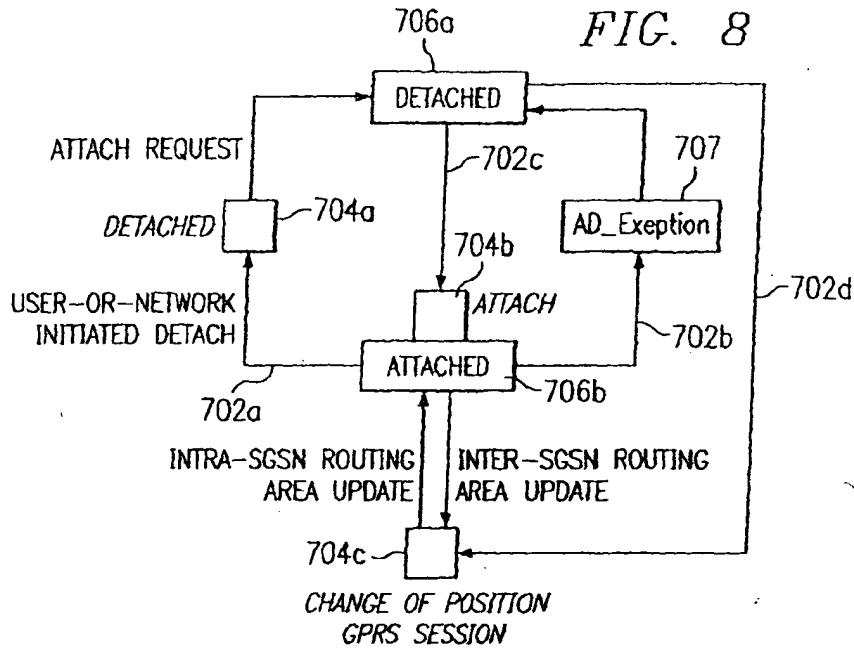 FIG. 8
706a
DETACHED
ATTACH REQUEST
702c
707
DETACHED
704a
AD_Exeption
704b
ATTACH
702d
USER-OR-NETWORK
INITIATED DETACH
702b
ATTACHED
702a
706b
INTRA-SGSN ROUTING
AREA UPDATE
INTER-SGSN ROUTING
AREA UPDATE
704c
CHANGE OF POSITION
GPRS SESSION